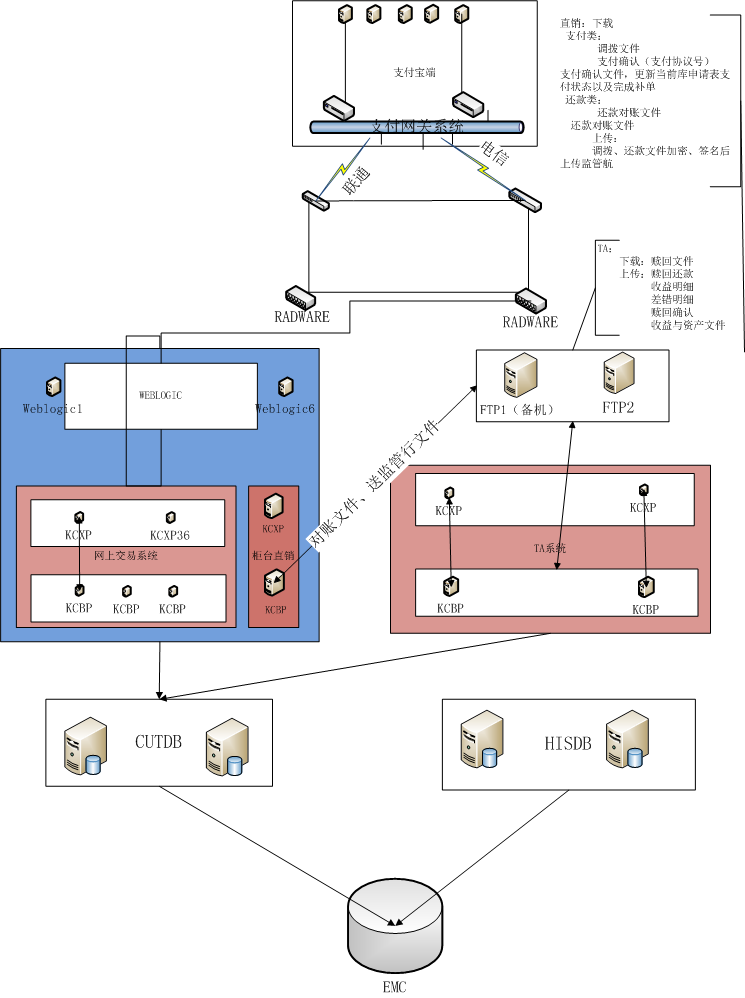 支付宝端
支付网关系统
联通
电信
直销：下载
支付类：
调拨文件
支付确认（支付协议号）
支付确认文件，更新当前库申请表支
付状态以及完成补单
还款类：
还款对账文件
还款对账文件
上传：
调拨、还款文件加密、签名后
上传监管航
TA：
下载：赎回文件
上传：赎回还款
收益明细
差错明细
赎回确认
收益与资产文件
RADWARE
RADWARE
Weblogic1
WEBLOGIC
Weblogic6
FTP1（备机）
FTP2
对账文件、送监管行文件
KCXP
KCXP36
网上交易系统
KCBP
KCBP
KCBP
KCXP
柜台直销
KCBP
KCXP
KCXP
TA系统
KCBP
KCBP
CUTDB
HISDB
EMC